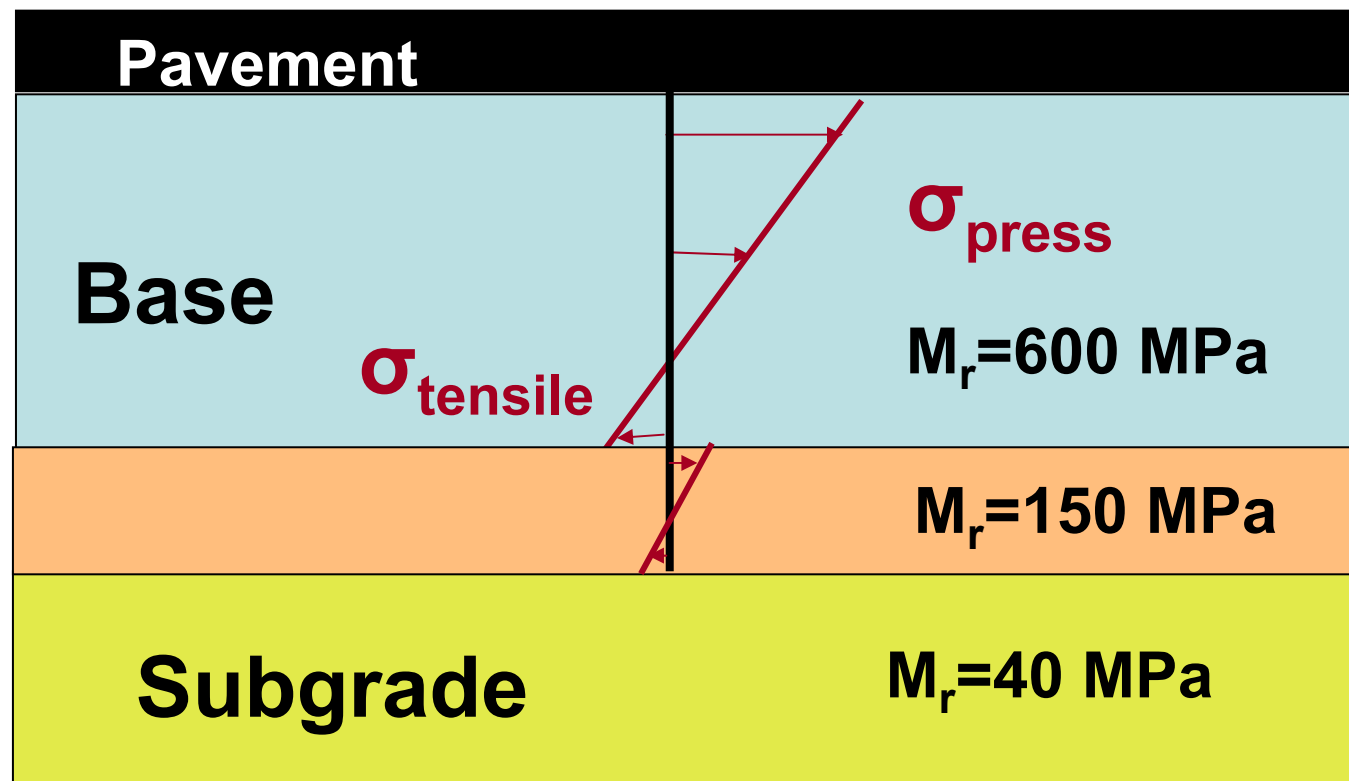 Pavement
σpress
Base
Mr=600 MPa
σtensile
Mr=150 MPa
Subgrade
Mr=40 MPa